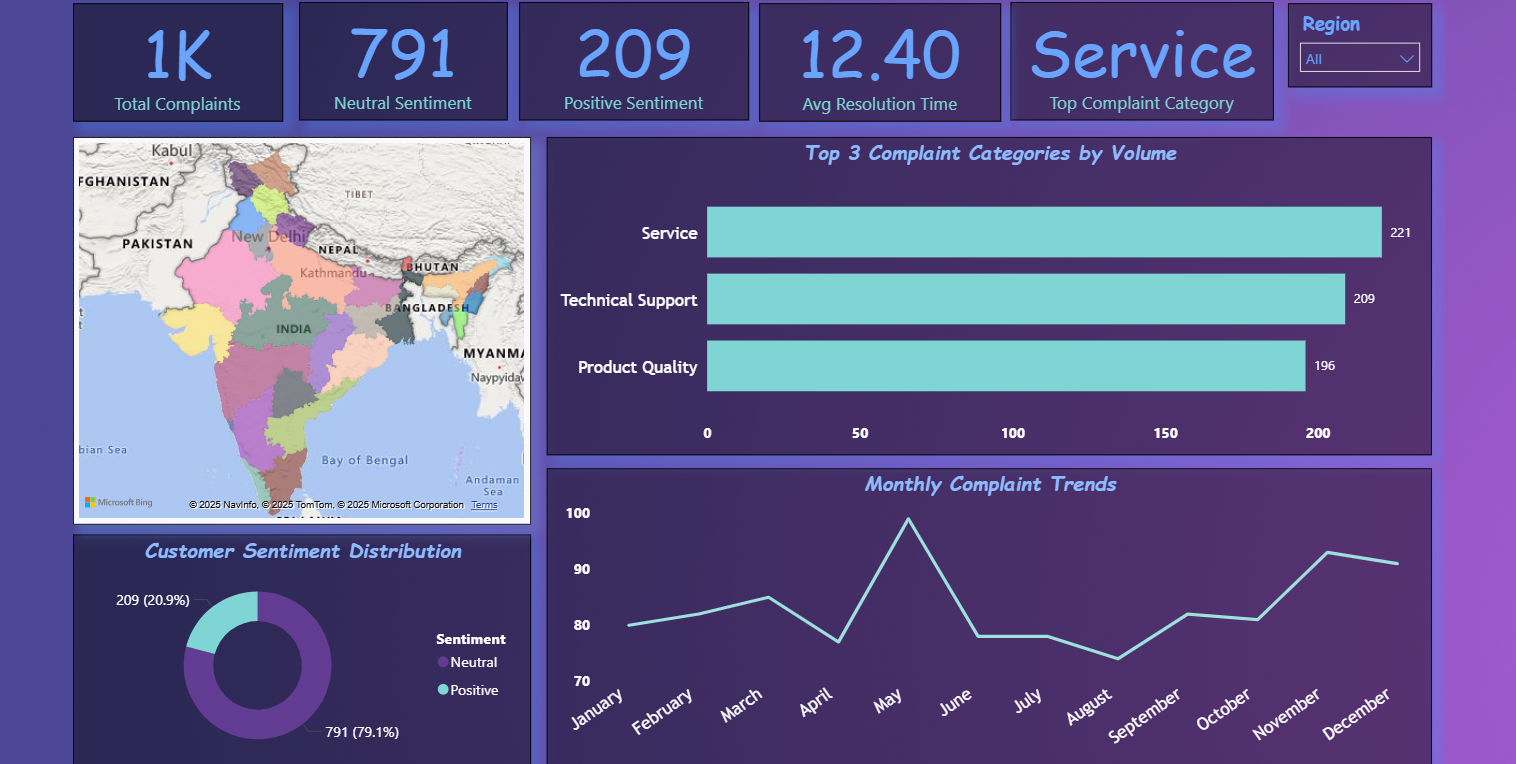 1K
Total Complaints
791
Neutral Sentiment
209
Positive Sentiment
12.40
Avg Resolution Time
Service
Top Complaint Category
Region
All
Kabul
FGHANISTAN
TIBET
PAKISTAN
New Delhi
NEPAL
Kathmandu
BHUTAN
BANGLADESH
INDIA
MYANMA
Naypyidaw
bian Sea
Bay of Bengal
Andaman
Sea
Microsoft Bing
© 2025 NavInfo, © 2025 TomTom, © 2025 Microsoft Corporation Terms
Top 3 Complaint Categories by Volume
Service
221
Technical Support
209
Product Quality
196
0 50 100 150 200
Customer Sentiment Distribution
209 (20.9%)
791 (79.1%)
Sentiment
Neutral
Positive
Monthly Complaint Trends
100
90
80
70
January February March April May June July August September October November December